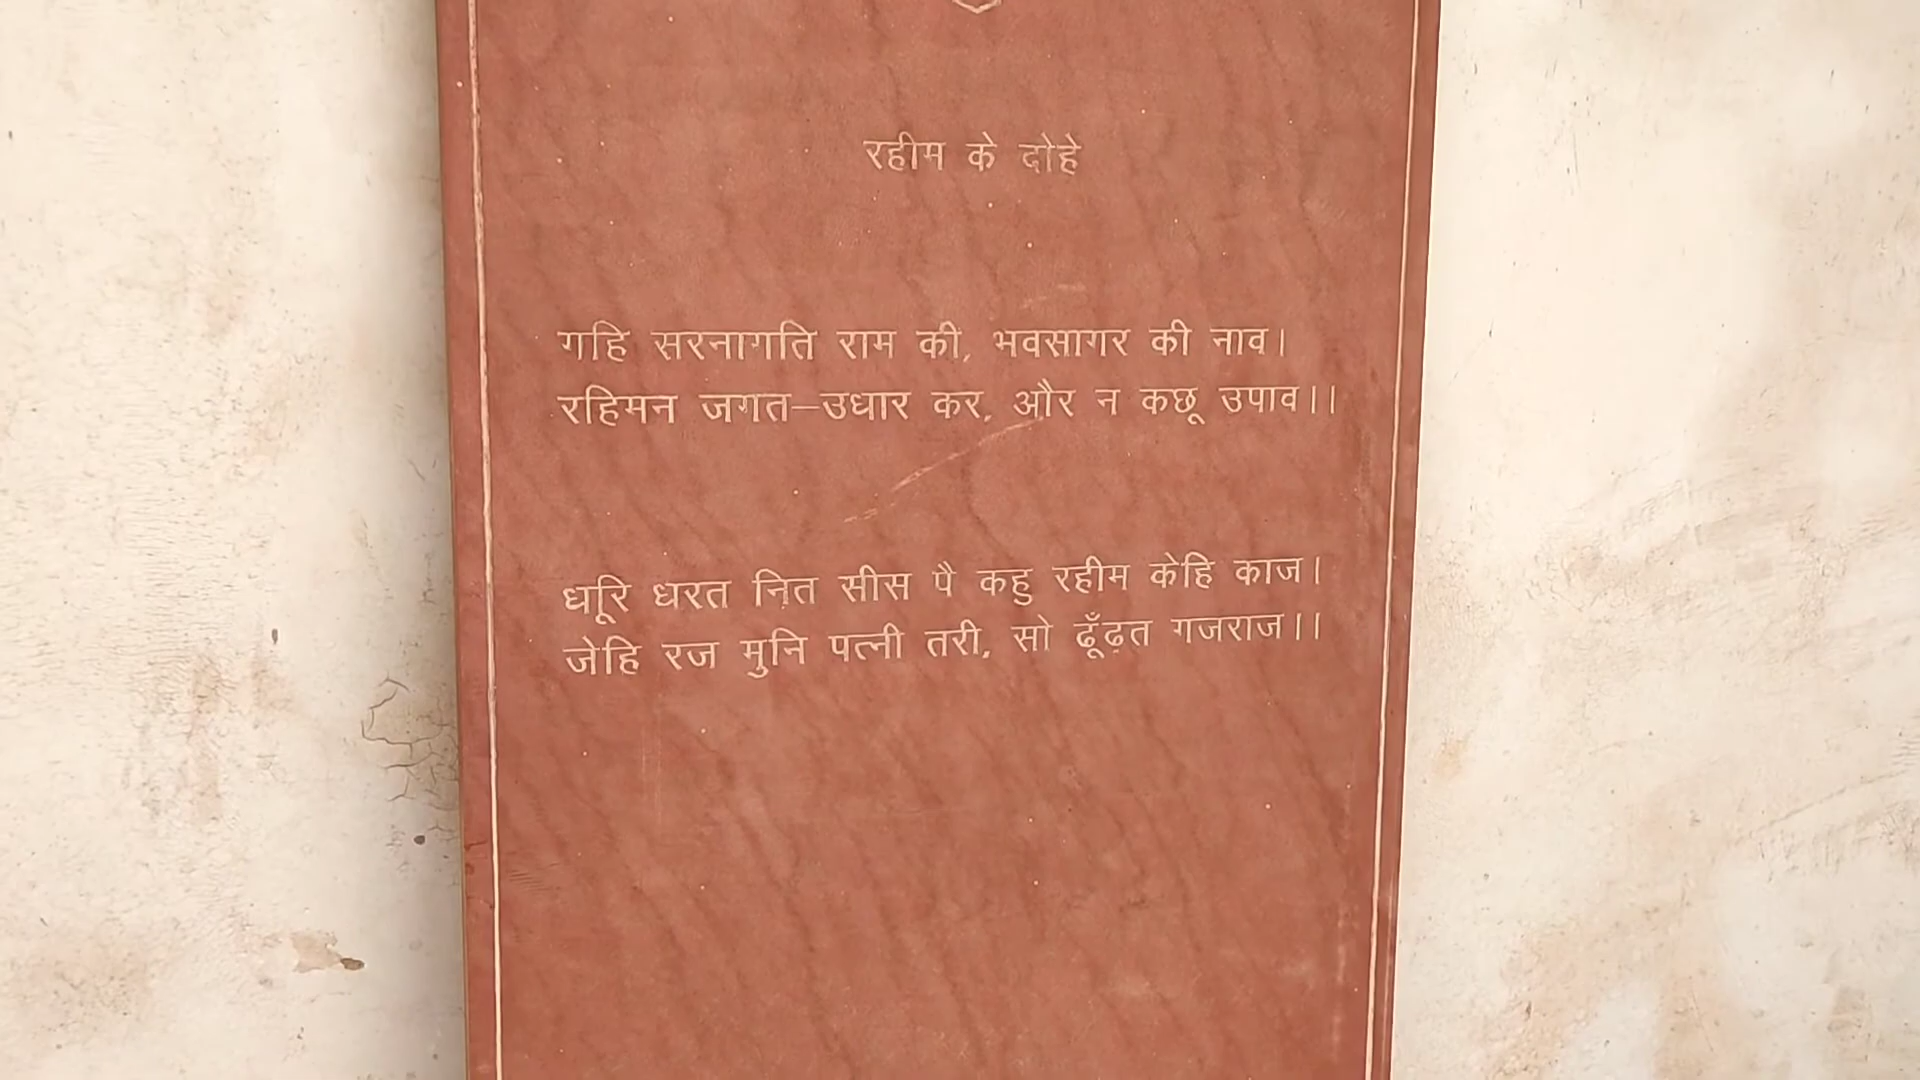 रहीम के दोहे
गहि सरनागति राम की, भवसागर की नाव।
रहिमन जगत–उधार कर, और न कछू उपाव।।
धूरि धरत नित सीस पै कहु रहीम केहि काज।
जेहि रज मुनि पत्नी तरी, सो ढूँढ़त गजराज।।